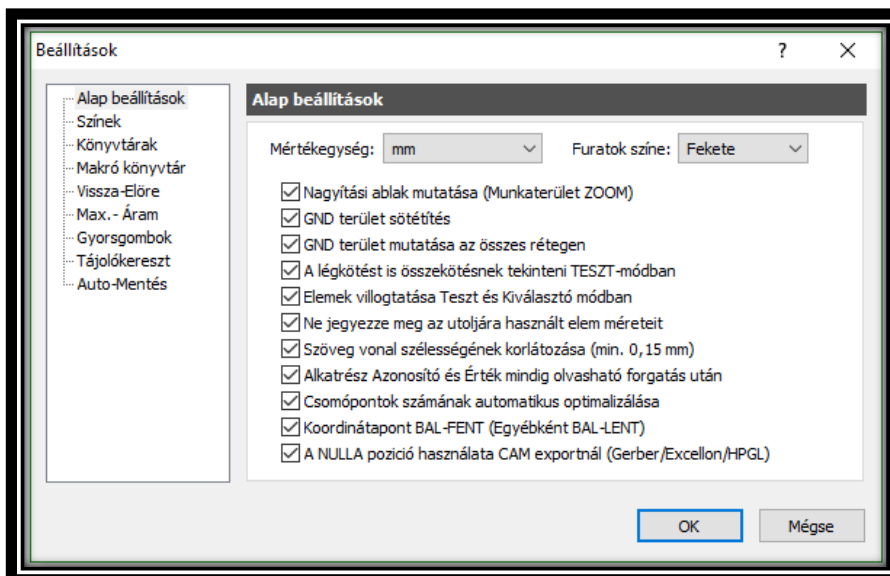 Beállítások
Alap beállítások
Színek
Könyvtárak
Makró könyvtár
Vissza-Elöre
Max.- Áram
Gyorsgombok
Tájolókereszt
Auto-Mentés
Alap beállítások
Mértékegység: mm Furatok színe: Fekete
Nagyítási ablak mutatása (Munkaterület ZOOM)
GND terület sötétítés
GND terület mutatása az összes rétegen
A légkötést is összekötésnek tekinteni TESZT-módban
Elemek villogtatása Teszt és Kiválasztó módban
Ne jegyezze meg az utoljára használt elem méreteit
Szöveg vonal szélességének korlátozása (min. 0,15 mm)
Alkatrész Azonosító és Érték mindig olvasható forgatás után
Csomópontok számának automatikus optimalizálása
Koordinátapont BAL-FENT (Egyébként BAL-LENT)
A NULLA pozició használata CAM exportnál (Gerber/Excellon/HPGL)
OK Mégse